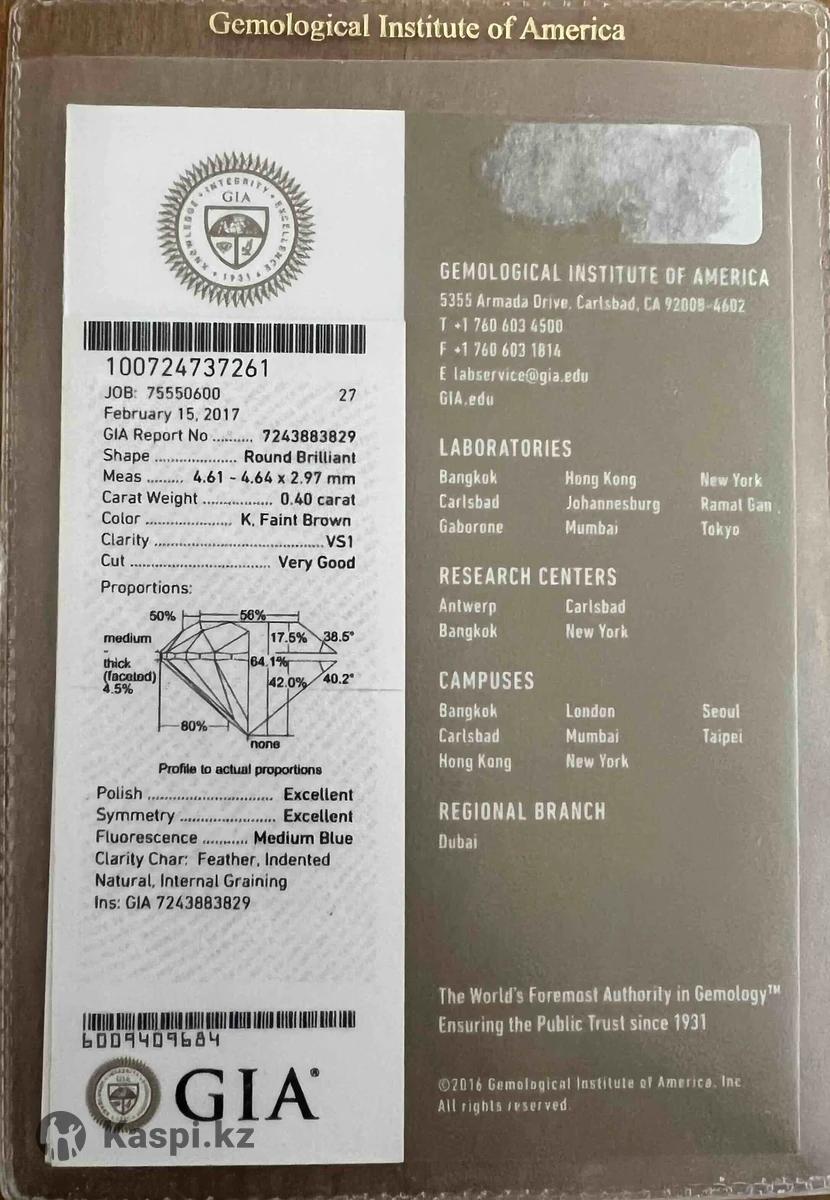 Gemological Institute of America
KNOWLEDGE • INTEGRITY • EXCELLENCE • 1931
GIA
100724737261
JOB: 75550600 27
February 15, 2017
GIA Report No .......... 7243883829
Shape .................... Round Brilliant
Meas ......... 4.61 - 4.64 x 2.97 mm
Carat Weight ................. 0.40 carat
Color ..................... K, Faint Brown
Clarity .......................................... VS1
Cut .................................. Very Good
Proportions:
50% 56%
medium 17.5% 38.5°
-
thick 64.1%
(faceted) 42.0% 40.2°
4.5%
80%
none
Profile to actual proportions
Polish .............................. Excellent
Symmetry ....................... Excellent
Fluorescence ........... Medium Blue
Clarity Char: Feather, Indented
Natural, Internal Graining
Ins: GIA 7243883829
6009409684
GIA®
Kaspi.kz
GEMOLOGICAL INSTITUTE OF AMERICA
5355 Armada Drive, Carlsbad, CA 92008-4602
T +1 760 603 4500
F +1 760 603 1814
E labservice@gia.edu
GIA.edu
LABORATORIES
Bangkok Hong Kong New York
Carlsbad Johannesburg Ramat Gan
Gaborone Mumbai Tokyo
RESEARCH CENTERS
Antwerp Carlsbad
Bangkok New York
CAMPUSES
Bangkok London Seoul
Carlsbad Mumbai Taipei
Hong Kong New York
REGIONAL BRANCH
Dubai
The World's Foremost Authority in Gemology™
Ensuring the Public Trust since 1931
©2016 Gemological Institute of America, Inc
All rights reserved.